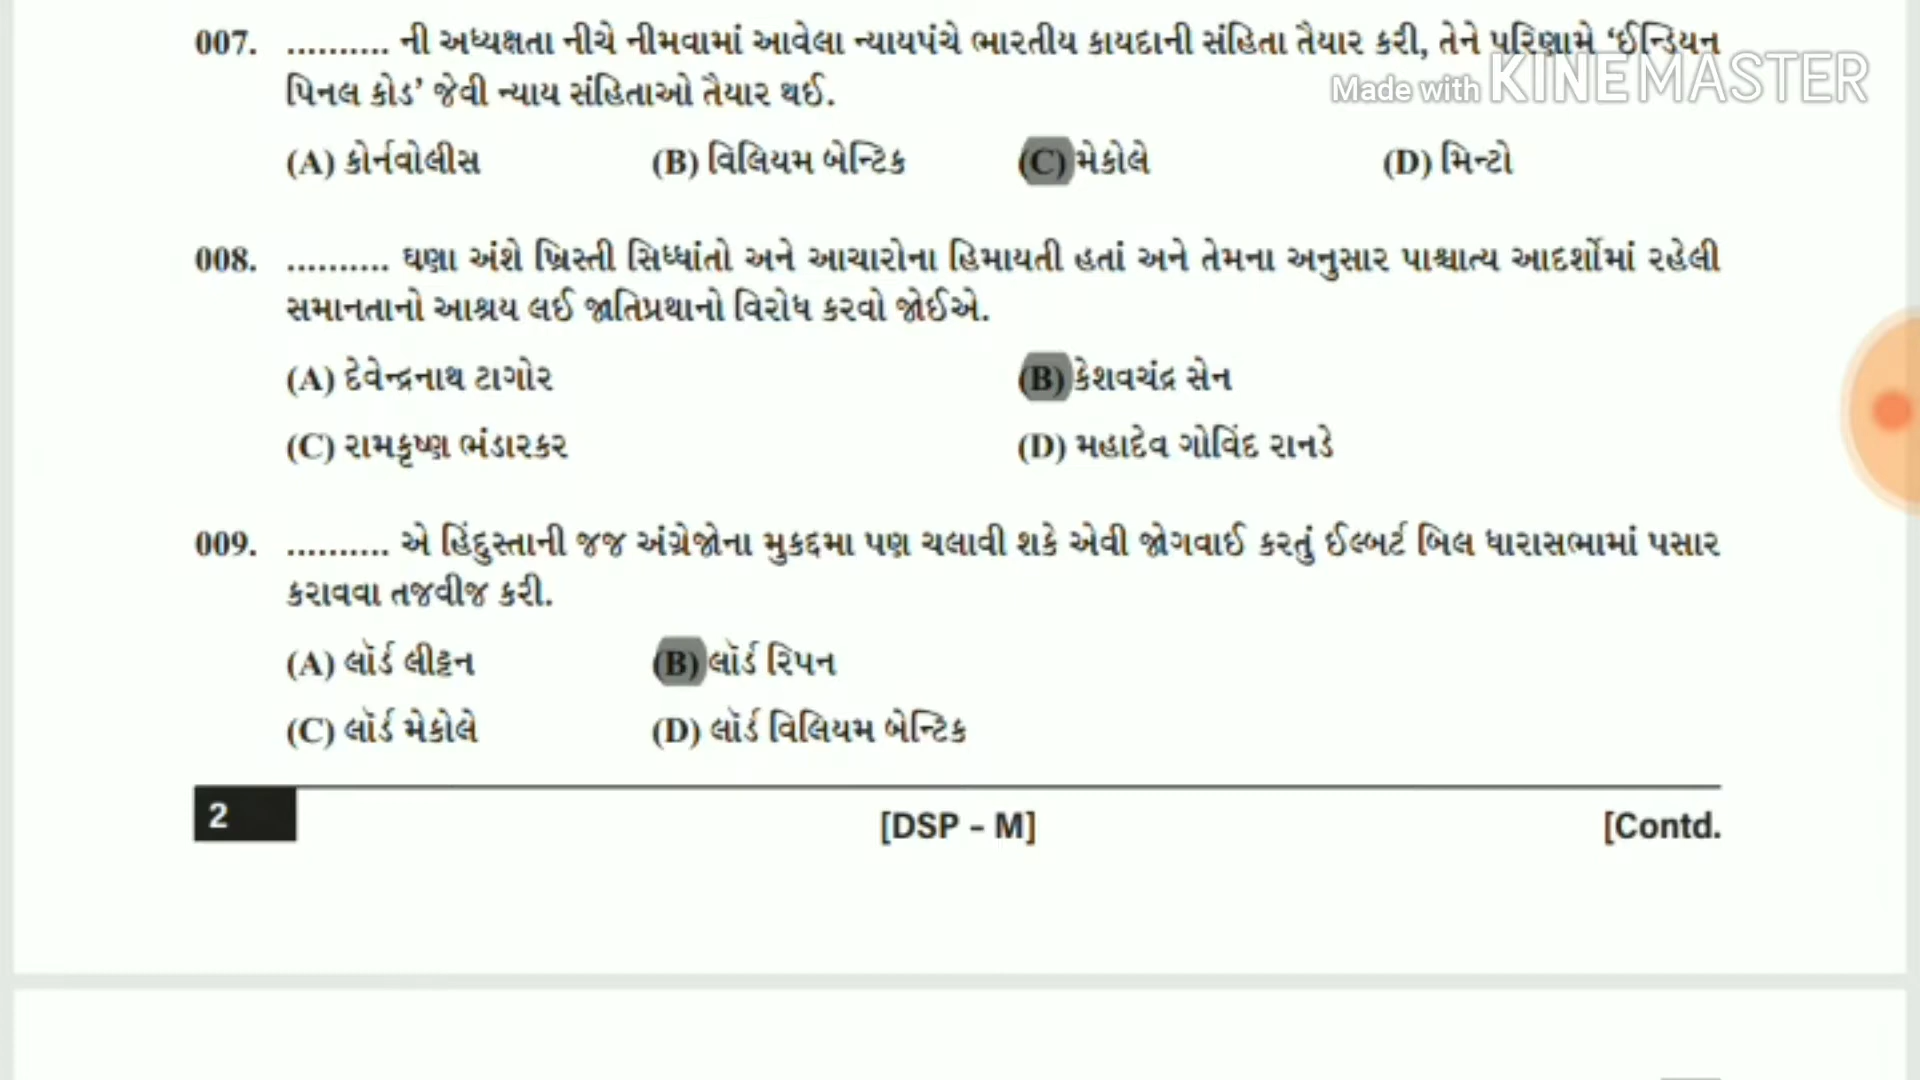 007. .......... ની અધ્યક્ષતા નીચે નીમવામાં આવેલા ન્યાયપંચે ભારતીય કાયદાની સંહિતા તૈયાર કરી, તેને પરિણામે ‘ઈન્ડિયન
Made with KINEMASTER
પિનલ કોડ’ જેવી ન્યાય સંહિતાઓ તૈયાર થઈ.
(A) કોર્નવોલીસ (B) વિલિયમ બેન્ટિક (C) મેકોલે (D) મિન્ટો
008. .......... ઘણા અંશે ખ્રિસ્તી સિધ્ધાંતો અને આચારોના હિમાયતી હતાં અને તેમના અનુસાર પાશ્ચાત્ય આદર્શોમાં રહેલી
સમાનતાનો આશ્રય લઈ જાતિપ્રથાનો વિરોધ કરવો જોઈએ.
(A) દેવેન્દ્રનાથ ટાગોર (B) કેશવચંદ્ર સેન
(C) રામકૃષ્ણ ભંડારકર (D) મહાદેવ ગોવિંદ રાનડે
009. .......... એ હિંદુસ્તાની જજ અંગ્રેજોના મુકદ્દમા પણ ચલાવી શકે એવી જોગવાઈ કરતું ઈલ્બર્ટ બિલ ધારાસભામાં પસાર
કરાવવા તજવીજ કરી.
(A) લૉર્ડ લીટ્ટન (B) લૉર્ડ રિપન
(C) લૉર્ડ મેકોલે (D) લૉર્ડ વિલિયમ બેન્ટિક
2 [DSP – M] [Contd.